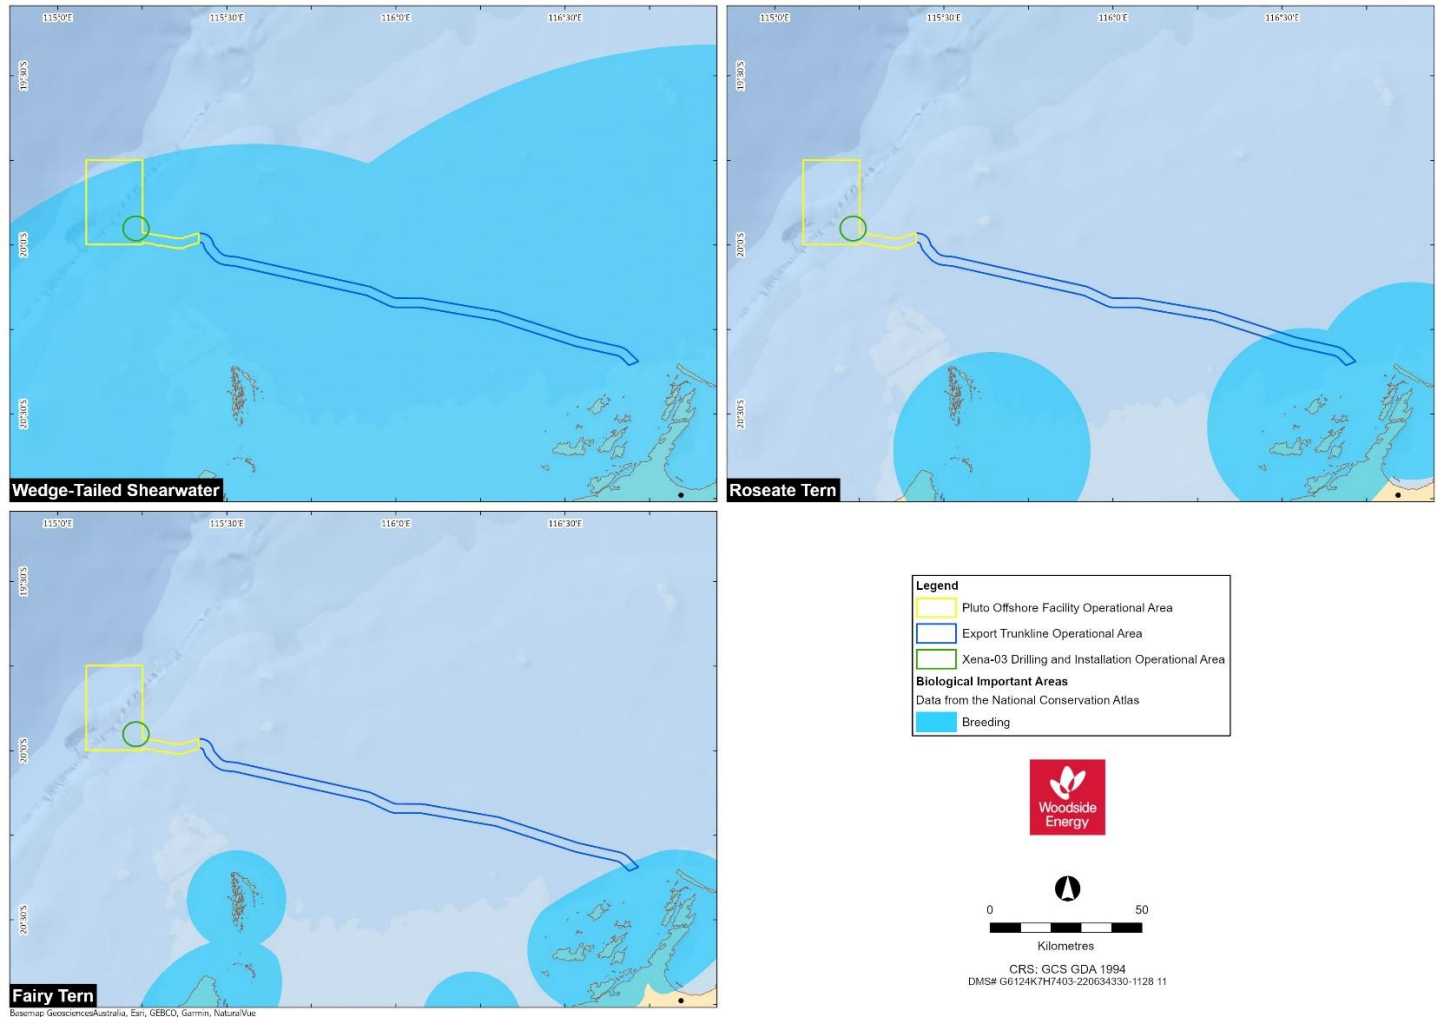 115°0'E 115°30'E 116°0'E 116°30'E
19°30'S
20°0'S
20°30'S
Wedge-Tailed Shearwater
115°0'E 115°30'E 116°0'E 116°30'E
19°30'S
20°0'S
20°30'S
Roseate Tern
115°0'E 115°30'E 116°0'E 116°30'E
19°30'S
20°0'S
20°30'S
Fairy Tern
Basemap GeosciencesAustralia, Esri, GEBCO, Garmin, NaturalVue
Legend
Pluto Offshore Facility Operational Area
Export Trunkline Operational Area
Xena-03 Drilling and Installation Operational Area
Biological Important Areas
Data from the National Conservation Atlas
Breeding
Woodside
Energy
0 50
Kilometres
CRS: GCS GDA 1994
DMS# G6124K7H7403-220634330-1128 11